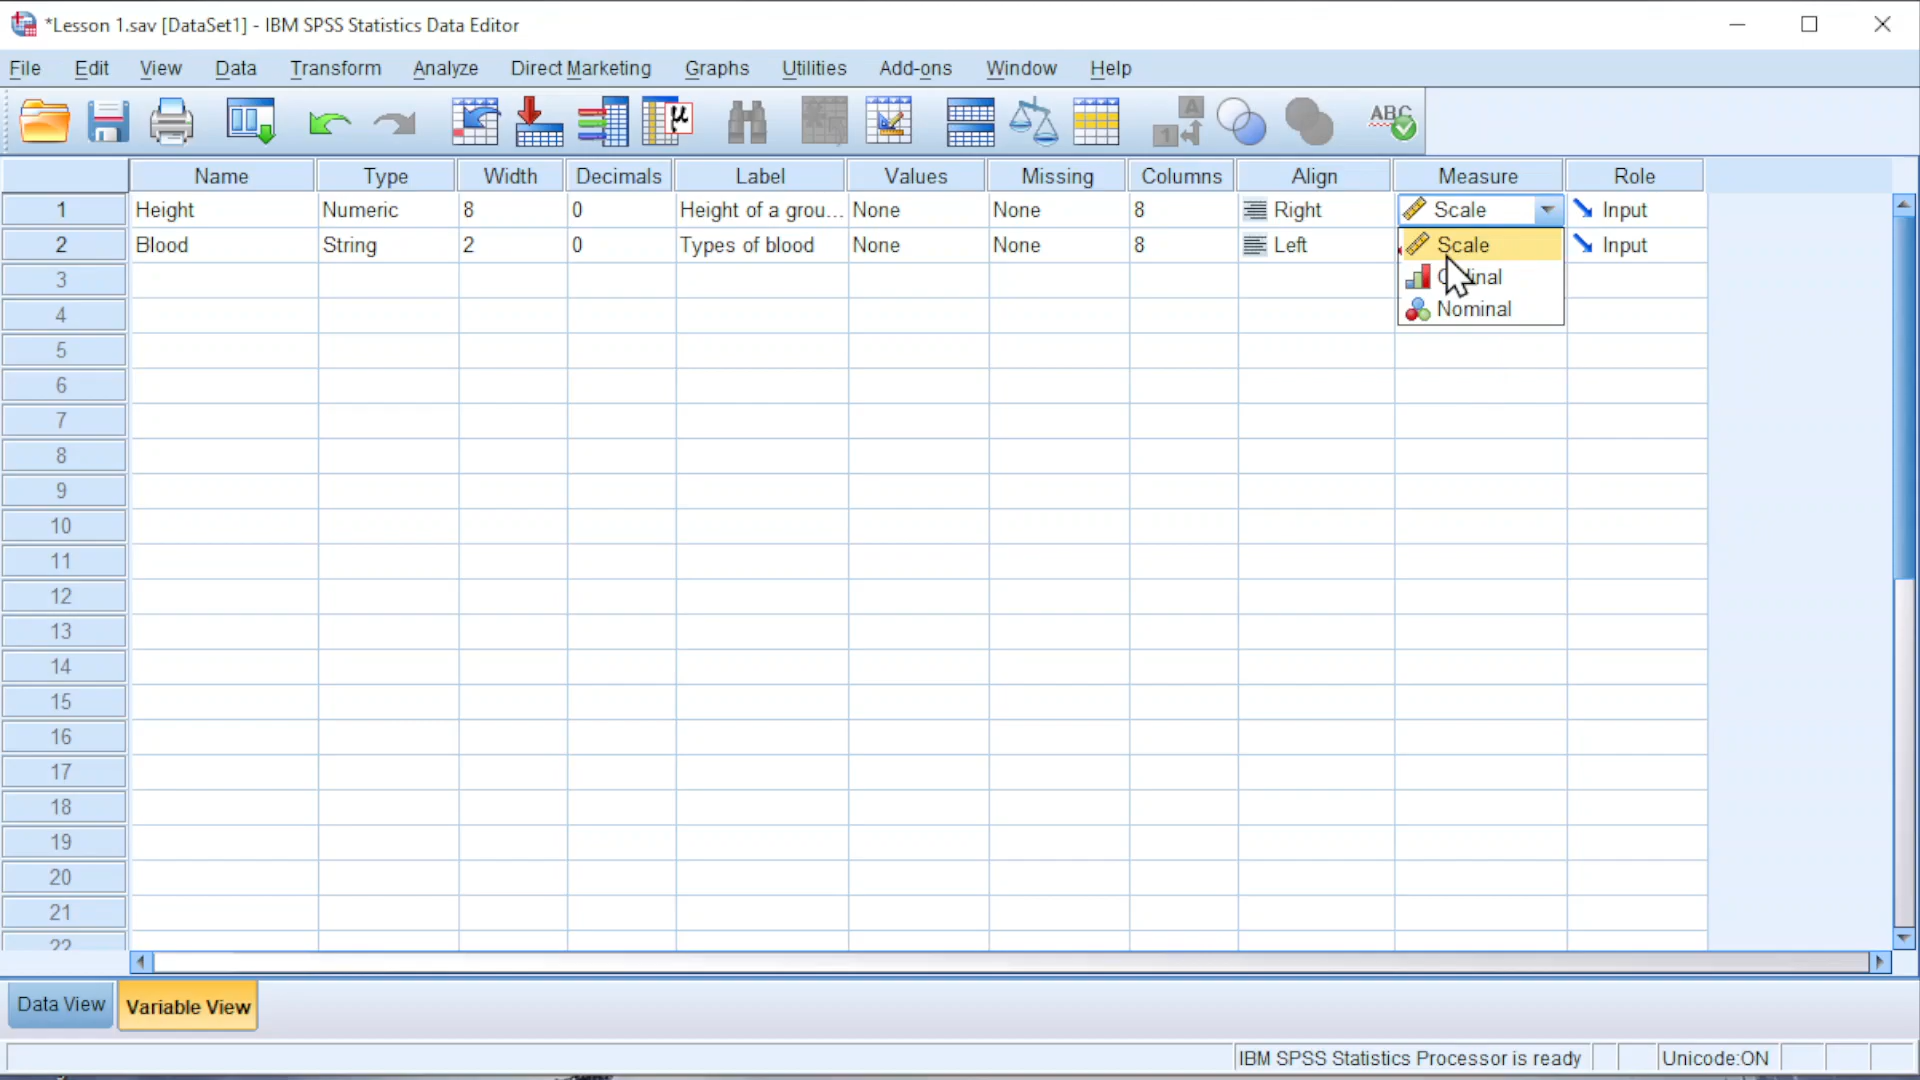 *Lesson 1.sav [DataSet1] - IBM SPSS Statistics Data Editor
File Edit View Data Transform Analyze Direct Marketing Graphs Utilities Add-ons Window Help
A
1
μ
ABC
Name Type Width Decimals Label Values Missing Columns Align Measure Role
1 Height Numeric 8 0 Height of a grou... None None 8 Right Scale Input
2 Blood String 2 0 Types of blood None None 8 Left Scale Input
3
Nominal
4
5
6
7
8
9
10
11
12
13
14
15
16
17
18
19
20
21
22
Data View Variable View
IBM SPSS Statistics Processor is ready Unicode:ON